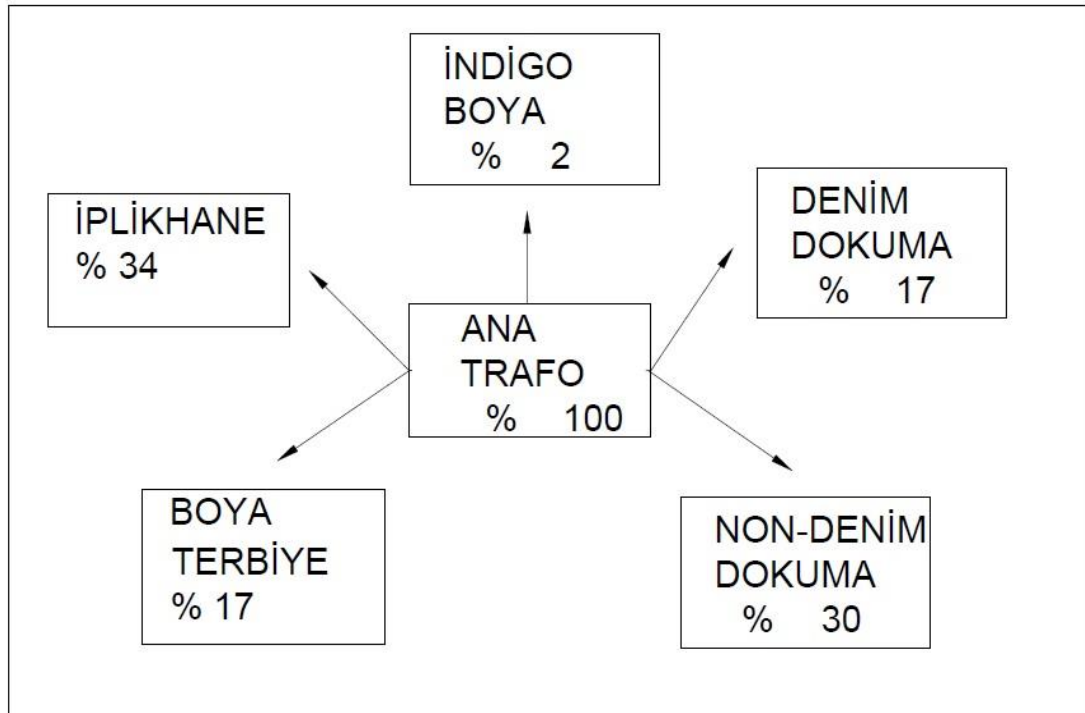 İNDİGO
BOYA
% 2
İPLİKHANE
% 34
DENİM
DOKUMA
% 17
ANA
TRAFO
% 100
BOYA
TERBİYE
% 17
NON-DENİM
DOKUMA
% 30